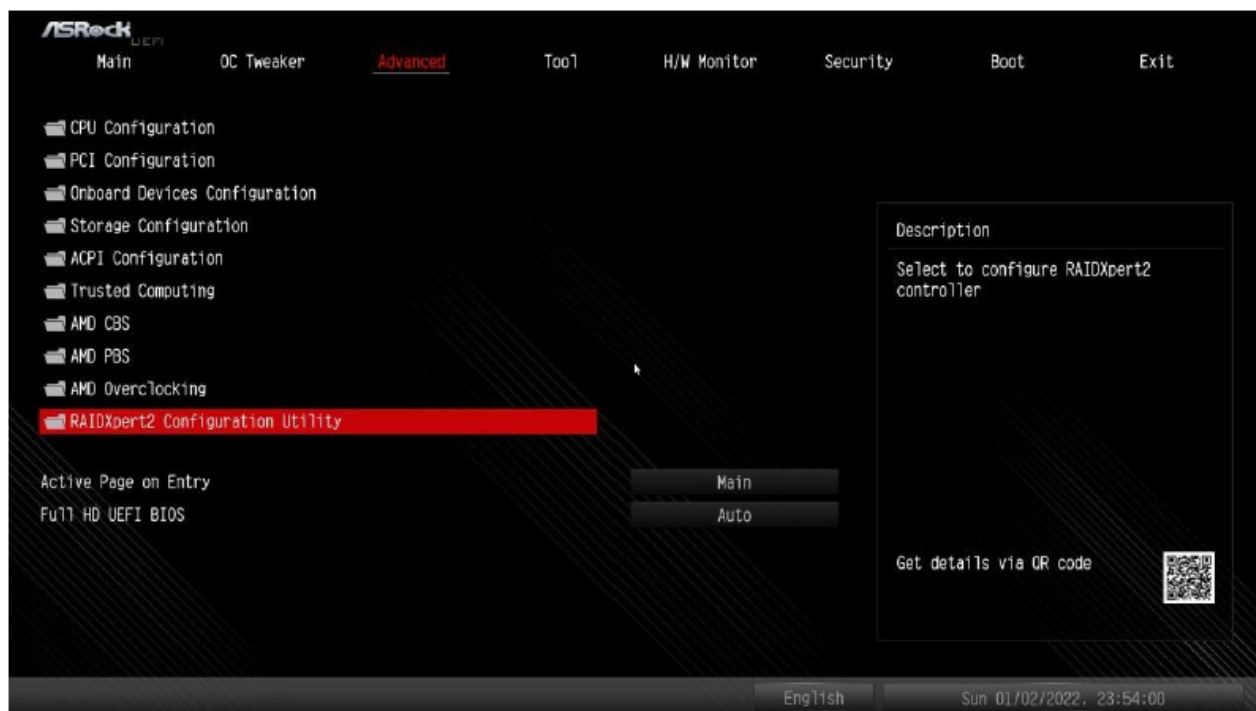 ASRock
UEFI
Main OC Tweaker Advanced Tool H/W Monitor Security Boot Exit
CPU Configuration
PCI Configuration
Onboard Devices Configuration
Storage Configuration
ACPI Configuration
Trusted Computing
AMD CBS
AMD PBS
AMD Overclocking
RAIDXpert2 Configuration Utility
Active Page on Entry Main
Full HD UEFI BIOS Auto
Description
Select to configure RAIDXpert2
controller
Get details via QR code
English Sun 01/02/2022. 23:54:00